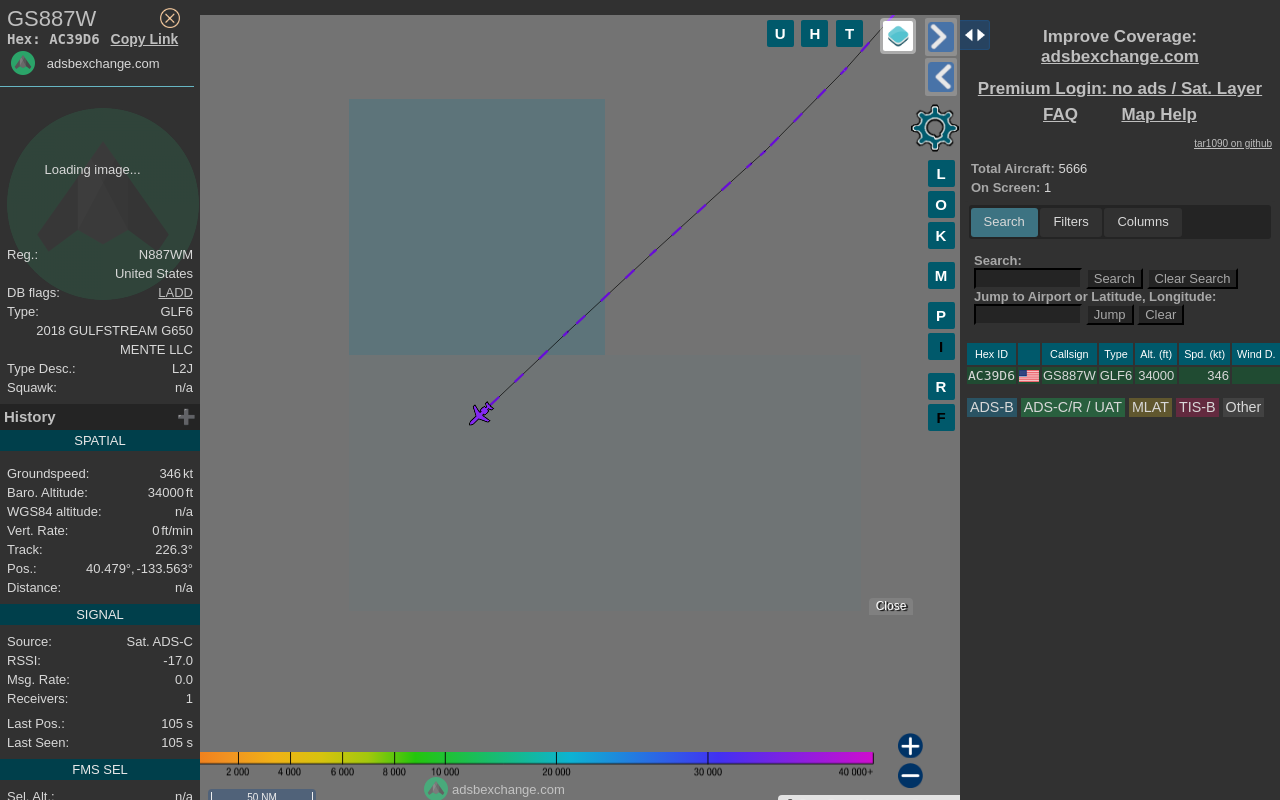 GS887W
Hex: AC39D6 Copy Link
adsbexchange.com
Loading image...
Reg.: N887WM
United States
DB flags: LADD
Type: GLF6
2018 GULFSTREAM G650
MENTE LLC
Type Desc.: L2J
Squawk: n/a
History
SPATIAL
Groundspeed: 346 kt
Baro. Altitude: 34000 ft
WGS84 altitude: n/a
Vert. Rate: 0 ft/min
Track: 226.3°
Pos.: 40.479°, -133.563°
Distance: n/a
SIGNAL
Source: Sat. ADS-C
RSSI: -17.0
Msg. Rate: 0.0
Receivers: 1
Last Pos.: 105 s
Last Seen: 105 s
FMS SEL
Sel. Alt.: n/a
U H T
L
O
K
M
P
I
R
F
Close
2 000 4 000 6 000 8 000 10 000 20 000 30 000 40 000+
adsbexchange.com
50 NM
Improve Coverage:
adsbexchange.com
Premium Login: no ads / Sat. Layer
FAQ Map Help
tar1090 on github
Total Aircraft: 5666
On Screen: 1
Search Filters Columns
Search:
Search Clear Search
Jump to Airport or Latitude, Longitude:
Jump Clear
Hex ID Callsign Type Alt. (ft) Spd. (kt) Wind D.
AC39D6 GS887W GLF6 34000 346
ADS-B ADS-C/R / UAT MLAT TIS-B Other